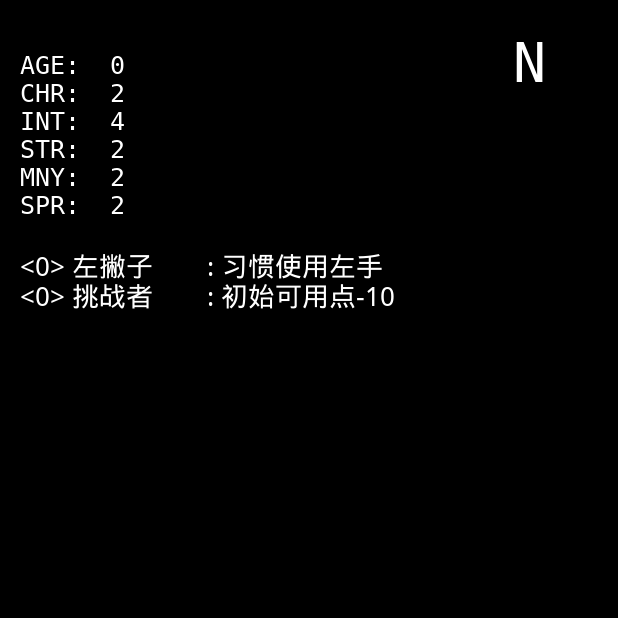 N
AGE: 0
CHR: 2
INT: 4
STR: 2
MNY: 2
SPR: 2
<0> 左撇子 : 习惯使用左手
<0> 挑战者 : 初始可用点-10